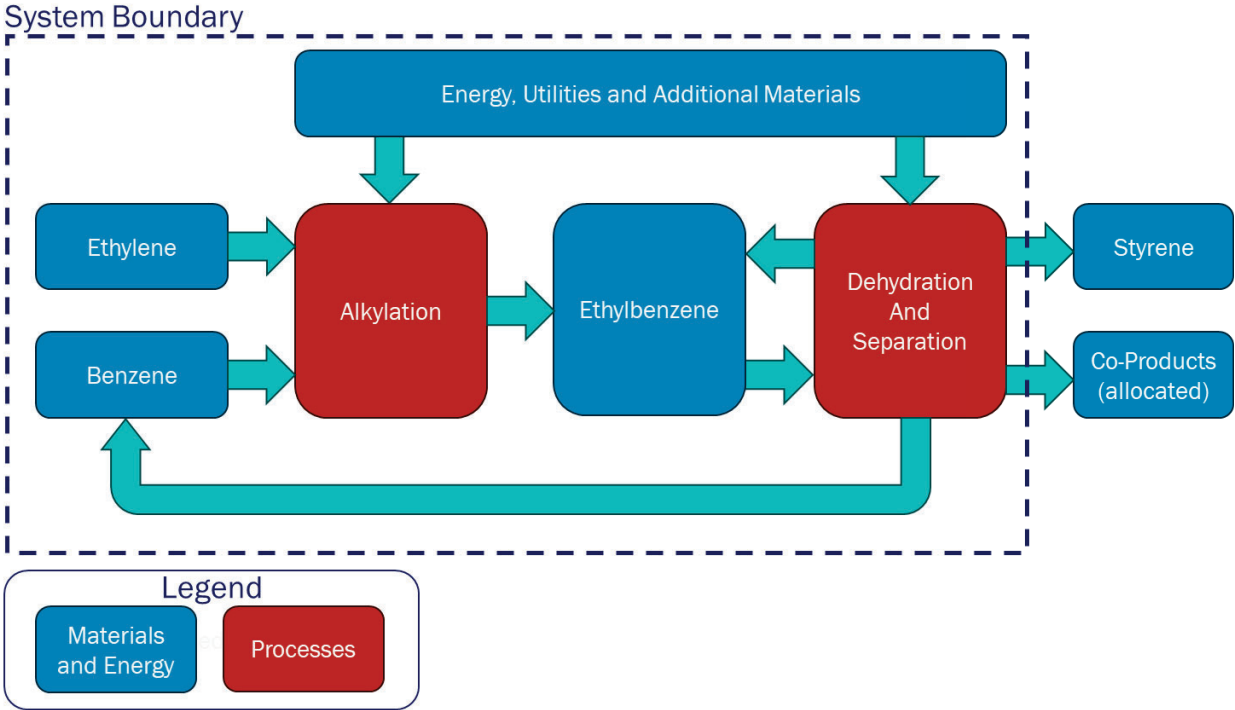 System Boundary
Energy, Utilities and Additional Materials
Ethylene
Benzene
Alkylation
Ethylbenzene
Dehydration
And
Separation
Styrene
Co-Products
(allocated)
Legend
Materials
and Energy
Processes